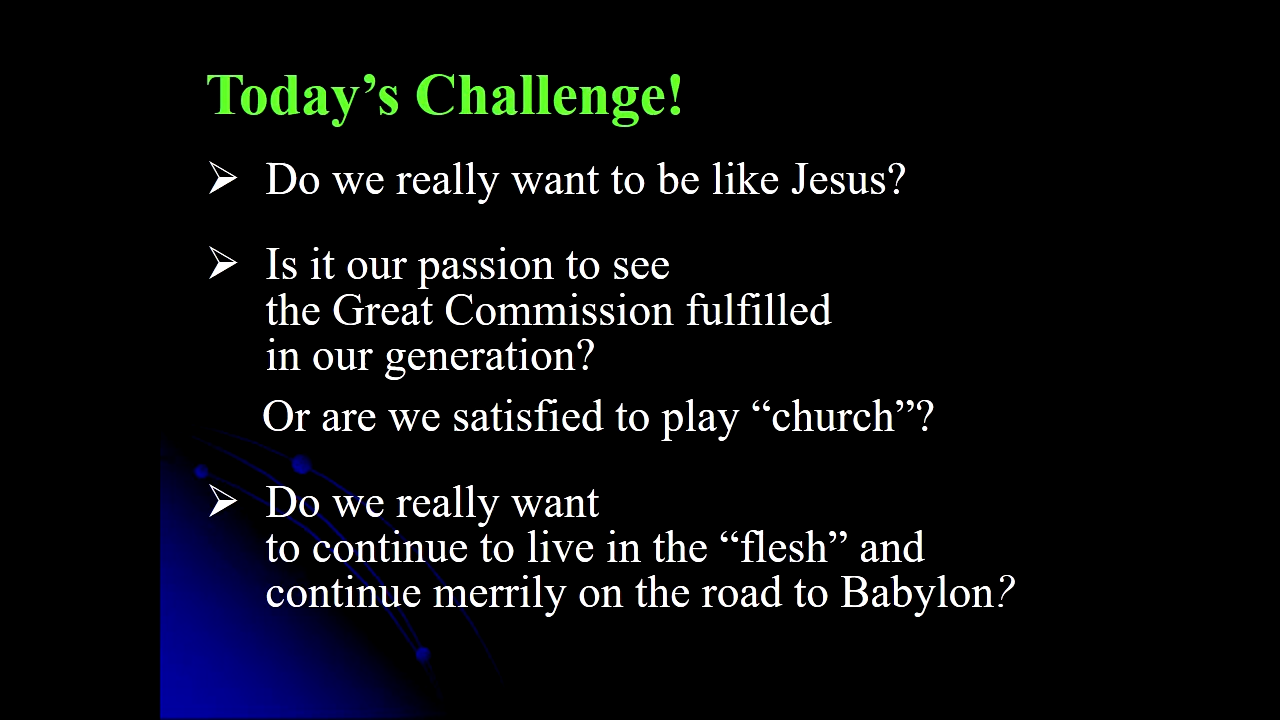 Today’s Challenge!
➢ Do we really want to be like Jesus?
➢ Is it our passion to see
the Great Commission fulfilled
in our generation?
Or are we satisfied to play “church”?
➢ Do we really want
to continue to live in the “flesh” and
continue merrily on the road to Babylon?